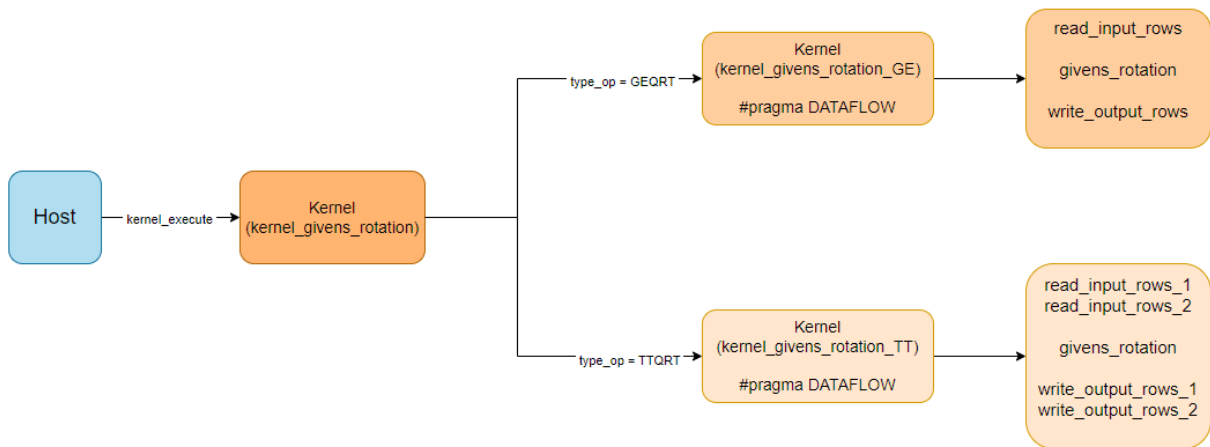 Host
kernel_execute
Kernel
(kernel_givens_rotation)
type_op = GEQRT
Kernel
(kernel_givens_rotation_GE)
#pragma DATAFLOW
read_input_rows
givens_rotation
write_output_rows
type_op = TTQRT
Kernel
(kernel_givens_rotation_TT)
#pragma DATAFLOW
read_input_rows_1
read_input_rows_2
givens_rotation
write_output_rows_1
write_output_rows_2